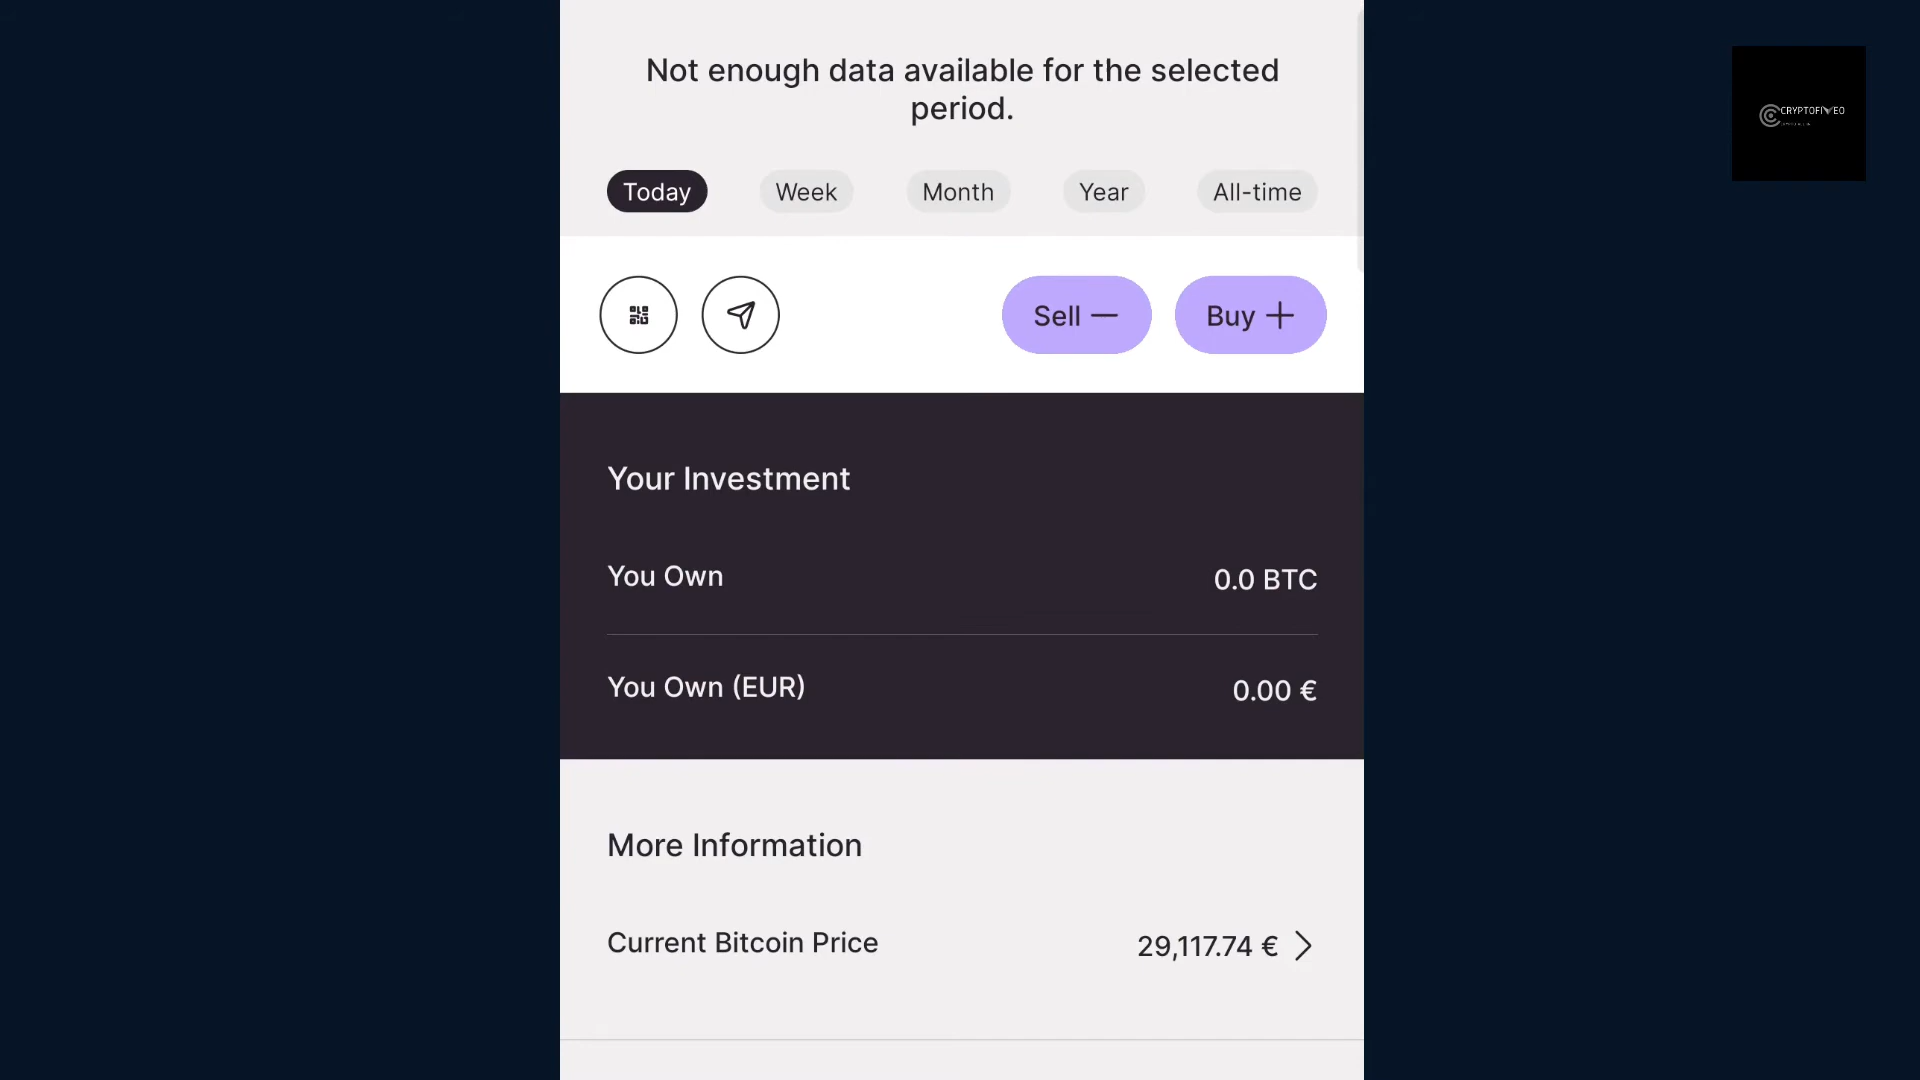 Not enough data available for the selected
period.
Today
Week
Month
Year
All-time
Sell
Buy
Your Investment
You Own
0.0 BTC
You Own (EUR)
0.00 €
More Information
Current Bitcoin Price
29,117.74 €